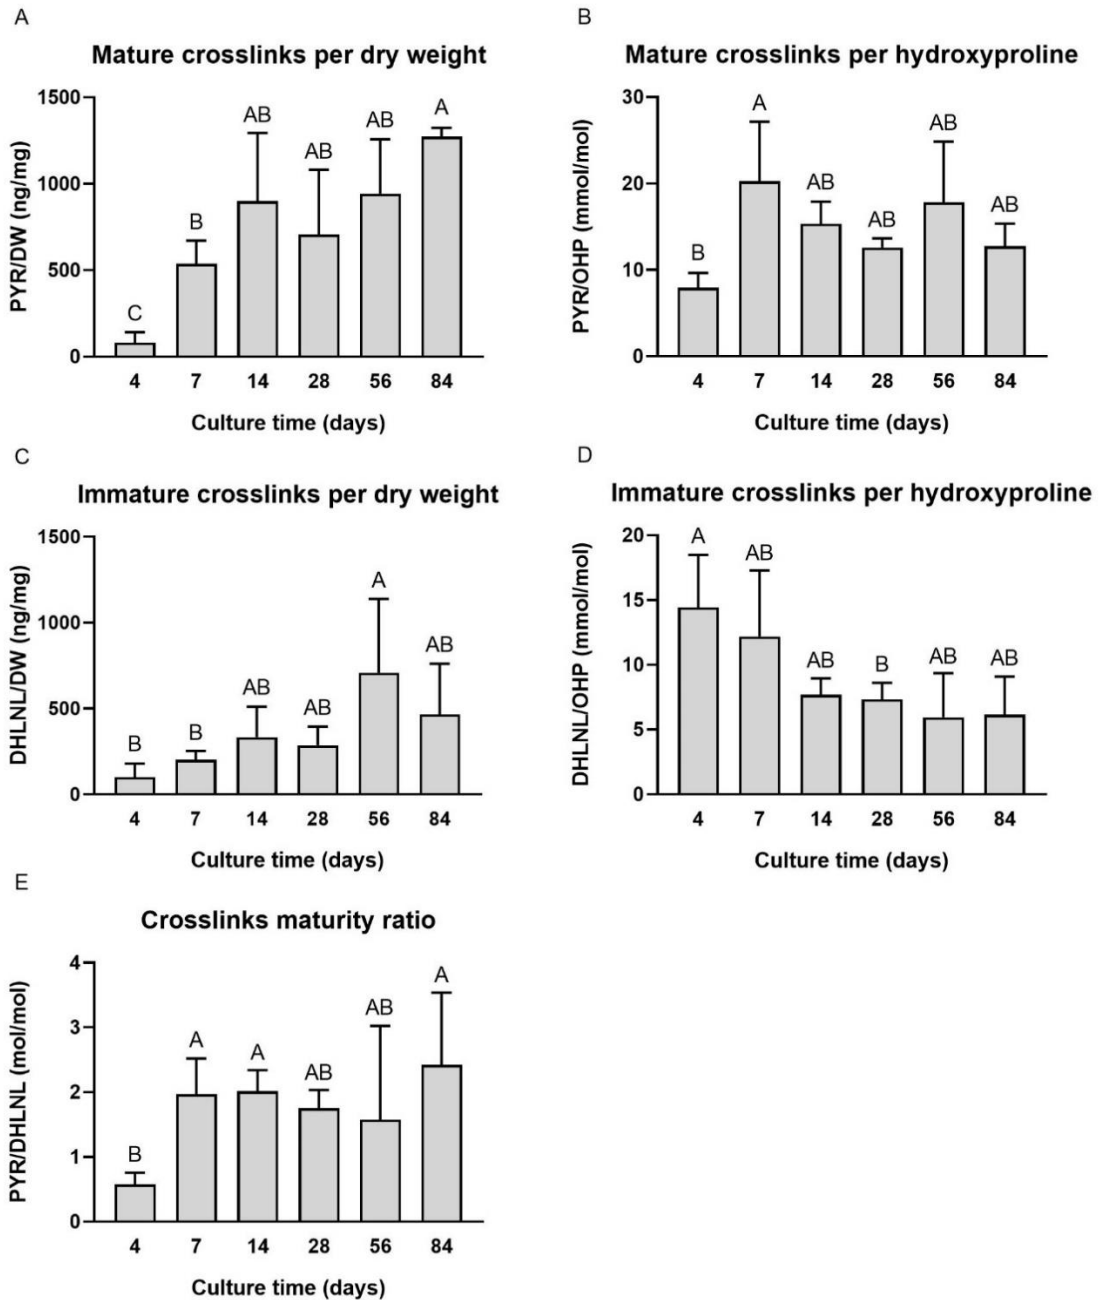 A
Mature crosslinks per dry weight
PYR/DW (ng/mg)
1500
1000
500
0
C
B
AB
AB
AB
A
4 7 14 28 56 84
Culture time (days)
B
Mature crosslinks per hydroxyproline
PYR/OHP (mmol/mol)
30
20
10
0
B
A
AB
AB
AB
AB
4 7 14 28 56 84
Culture time (days)
C
Immature crosslinks per dry weight
DHLNL/DW (ng/mg)
1500
1000
500
0
B
B
AB
AB
A
AB
4 7 14 28 56 84
Culture time (days)
D
Immature crosslinks per hydroxyproline
DHLNL/OHP (mmol/mol)
20
15
10
5
0
A
AB
AB
B
AB
AB
4 7 14 28 56 84
Culture time (days)
E
Crosslinks maturity ratio
PYR/DHLNL (mol/mol)
4
3
2
1
0
B
A
A
AB
AB
A
4 7 14 28 56 84
Culture time (days)